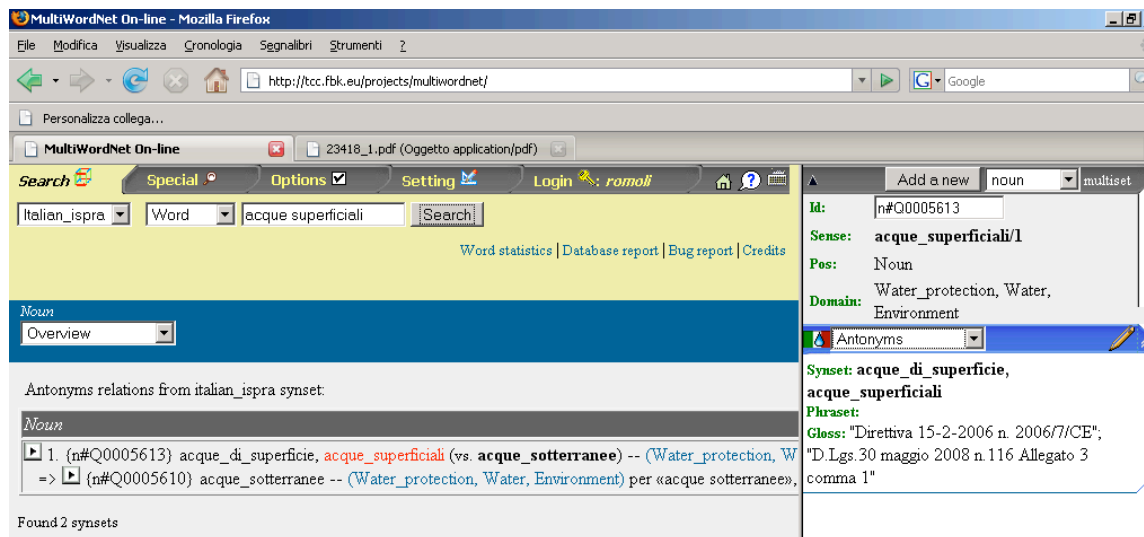 MultiWordNet On-line - Mozilla Firefox
File Modifica Visualizza Cronologia Segnalibri Strumenti ?
http://tcc.fbk.eu/projects/multiwordnet/
G Google
Personalizza collega...
MultiWordNet On-line
23418_1.pdf (Oggetto application/pdf)
Search Special Options Setting Login : romoli
Italian_ispra Word acque superficiali Search
Word statistics | Database report | Bug report | Credits
Noun
Overview
Antonyms relations from italian_ispra synset:
Noun
1. {n#Q0005613} acque_di_superficie, acque_superficiali (vs. acque_sotterranee) -- (Water_protection, W
=> {n#Q0005610} acque_sotterranee -- (Water_protection, Water, Environment) per «acque sotterranee»,
Found 2 synsets
Add a new noun multiset
Id: n#Q0005613
Sense: acque_superficiali/1
Pos: Noun
Domain: Water_protection, Water,
Environment
Antonyms
Synset: acque_di_superficie,
acque_superficiali
Phraset:
Gloss: "Direttiva 15-2-2006 n. 2006/7/CE";
"D.Lgs.30 maggio 2008 n.116 Allegato 3
comma 1"